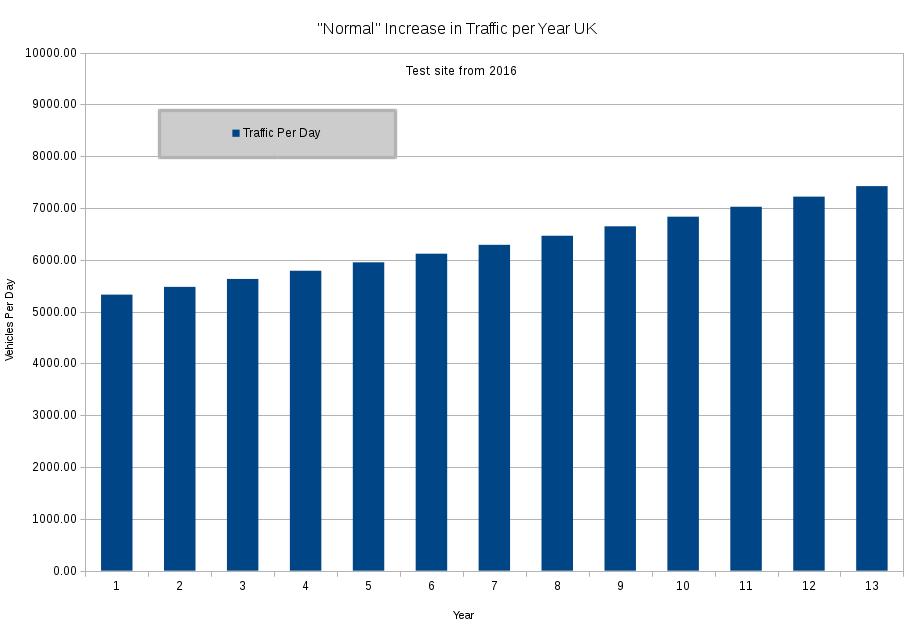 "Normal" Increase in Traffic per Year UK
Test site from 2016
Traffic Per Day
10000.00
9000.00
8000.00
7000.00
6000.00
5000.00
4000.00
3000.00
2000.00
1000.00
0.00
Vehicles Per Day
1 2 3 4 5 6 7 8 9 10 11 12 13
Year